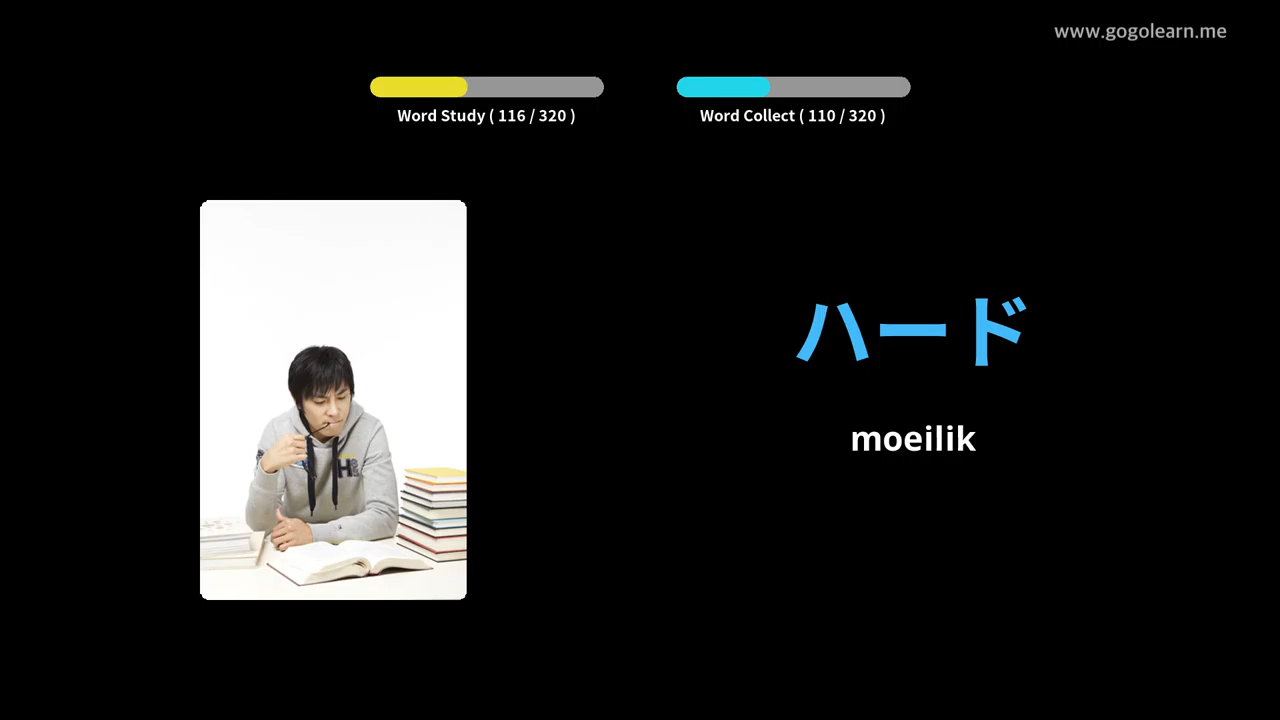 www.gogolearn.me
Word Study ( 116 / 320 )
Word Collect ( 110 / 320 )
ハード
moeilik
H